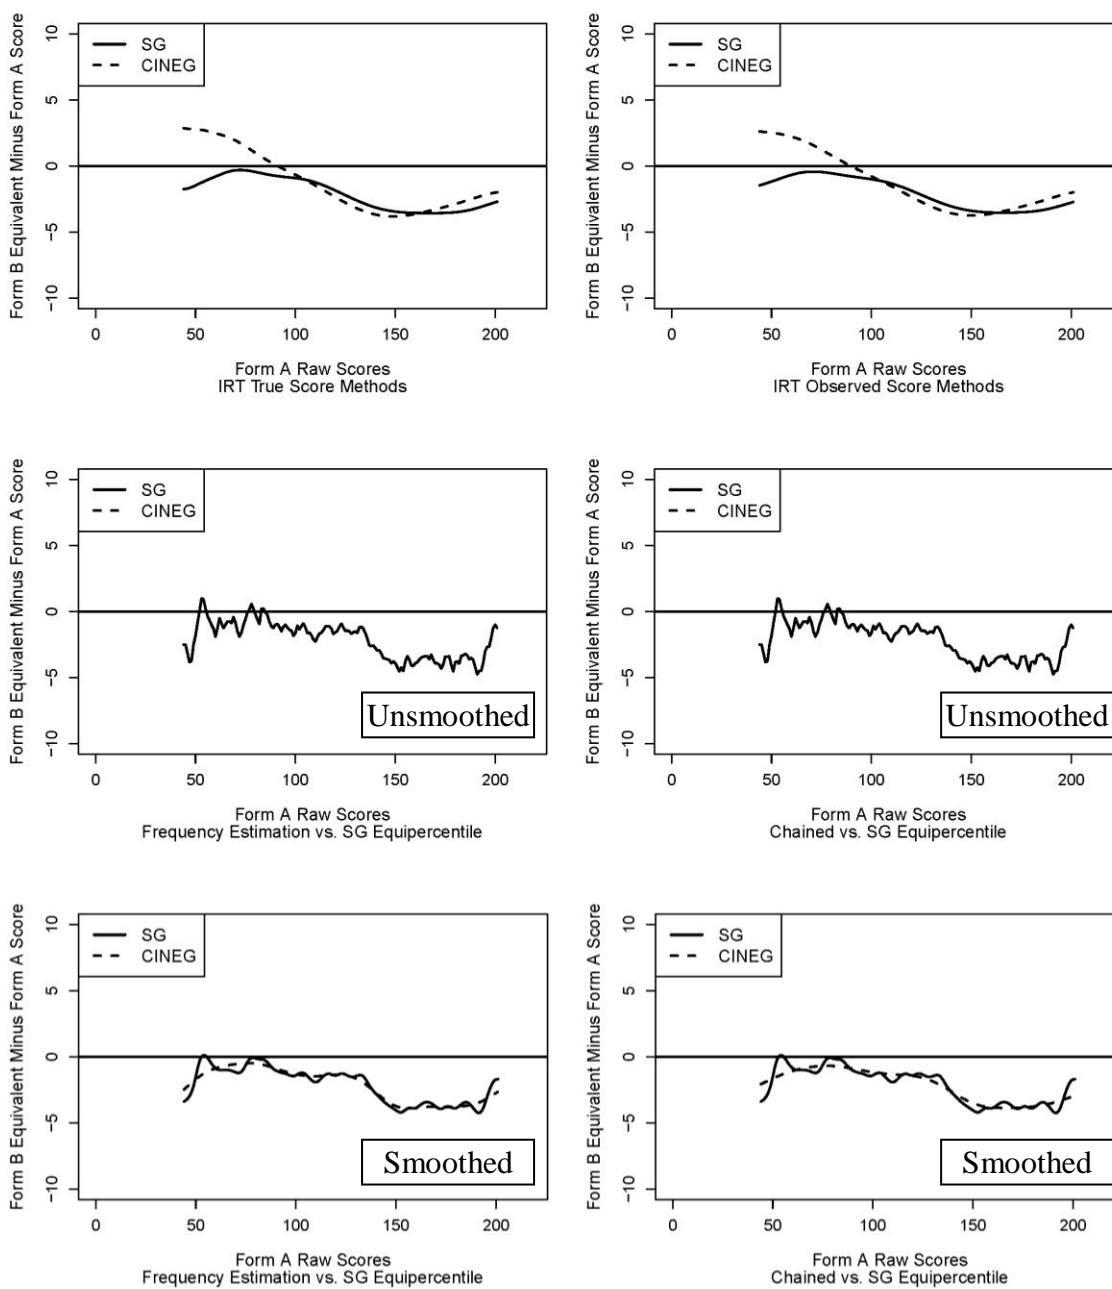 Form B Equivalent Minus Form A Score
10
5
0
−5
−10
SG
CINEG
0 50 100 150 200
Form A Raw Scores
IRT True Score Methods
Form B Equivalent Minus Form A Score
10
5
0
−5
−10
SG
CINEG
0 50 100 150 200
Form A Raw Scores
IRT Observed Score Methods
Form B Equivalent Minus Form A Score
10
5
0
−5
−10
SG
CINEG
Unsmoothed
0 50 100 150 200
Form A Raw Scores
Frequency Estimation vs. SG Equipercentile
Form B Equivalent Minus Form A Score
10
5
0
−5
−10
SG
CINEG
Unsmoothed
0 50 100 150 200
Form A Raw Scores
Chained vs. SG Equipercentile
Form B Equivalent Minus Form A Score
10
5
0
−5
−10
SG
CINEG
Smoothed
0 50 100 150 200
Form A Raw Scores
Frequency Estimation vs. SG Equipercentile
Form B Equivalent Minus Form A Score
10
5
0
−5
−10
SG
CINEG
Smoothed
0 50 100 150 200
Form A Raw Scores
Chained vs. SG Equipercentile